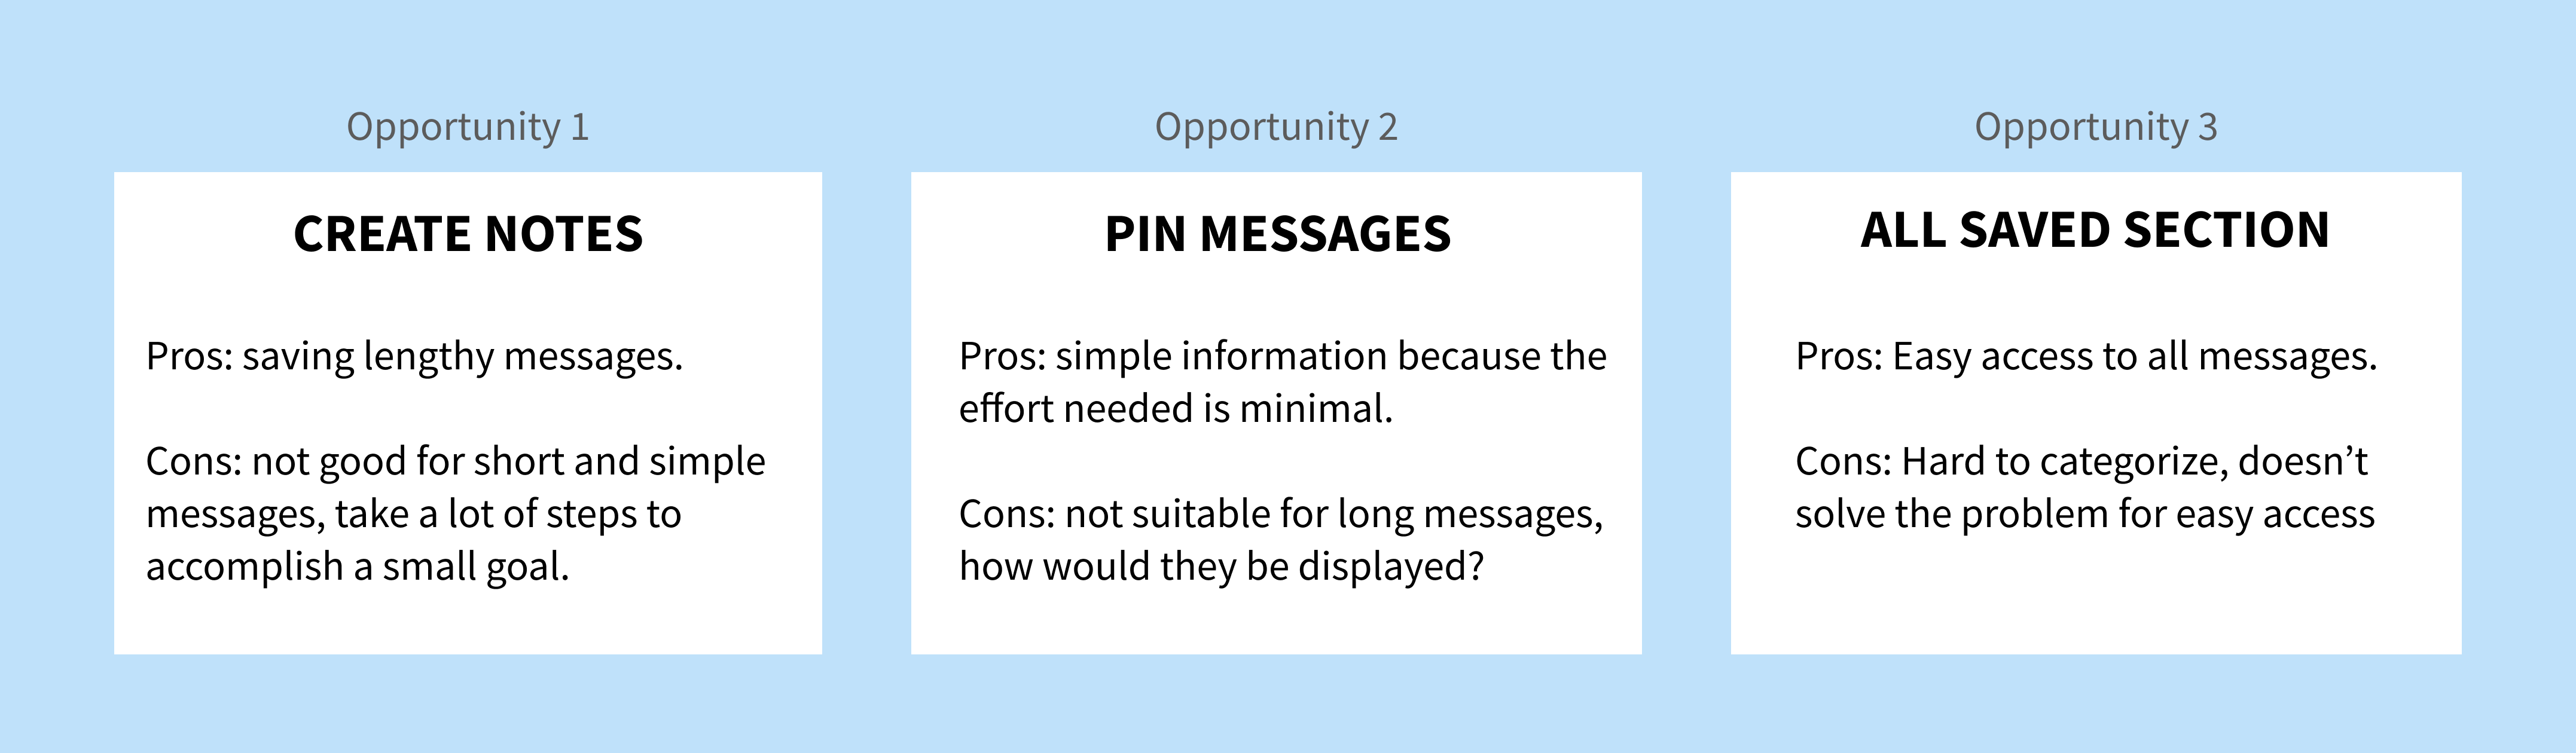 Opportunity 1
CREATE NOTES
Pros: saving lengthy messages.
Cons: not good for short and simple
messages, take a lot of steps to
accomplish a small goal.
Opportunity 2
PIN MESSAGES
Pros: simple information because the
effort needed is minimal.
Cons: not suitable for long messages,
how would they be displayed?
Opportunity 3
ALL SAVED SECTION
Pros: Easy access to all messages.
Cons: Hard to categorize, doesn’t
solve the problem for easy access